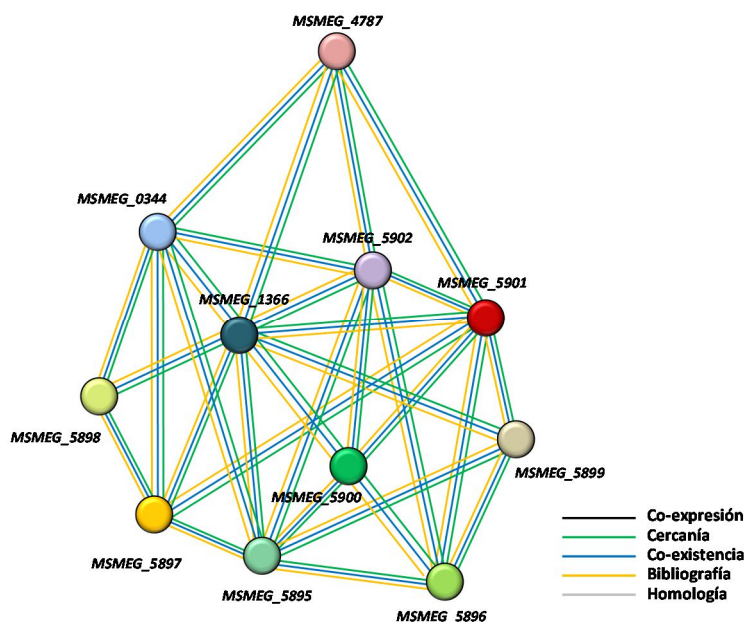 MSMEG_4787
MSMEG_0344
MSMEG_5902
MSMEG_5901
MSMEG_1366
MSMEG_5898
MSMEG_5899
MSMEG_5900
MSMEG_5897
MSMEG_5895
MSMEG_5896
Co-expresión
Cercanía
Co-existencia
Bibliografía
Homología